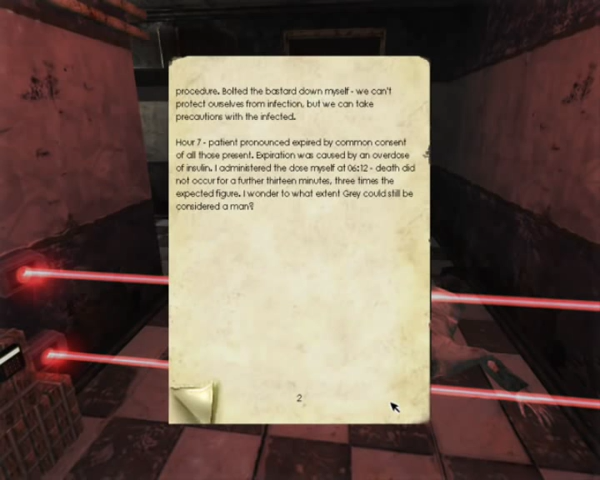 procedure. Bolted the bastard down myself - we can't
protect ourselves from infection, but we can take
precautions with the infected.
Hour 7 - patient pronounced expired by common consent
of all those present. Expiration was caused by an overdose
of insulin. I administered the dose myself at 06:12 - death did
not occur for a further thirteen minutes, three times the
expected figure. I wonder to what extent Grey could still be
considered a man?
2